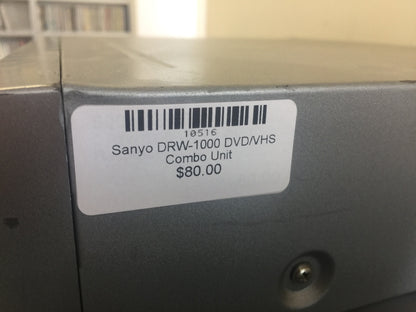 10516
Sanyo DRW-1000 DVD/VHS
Combo Unit
$80.00